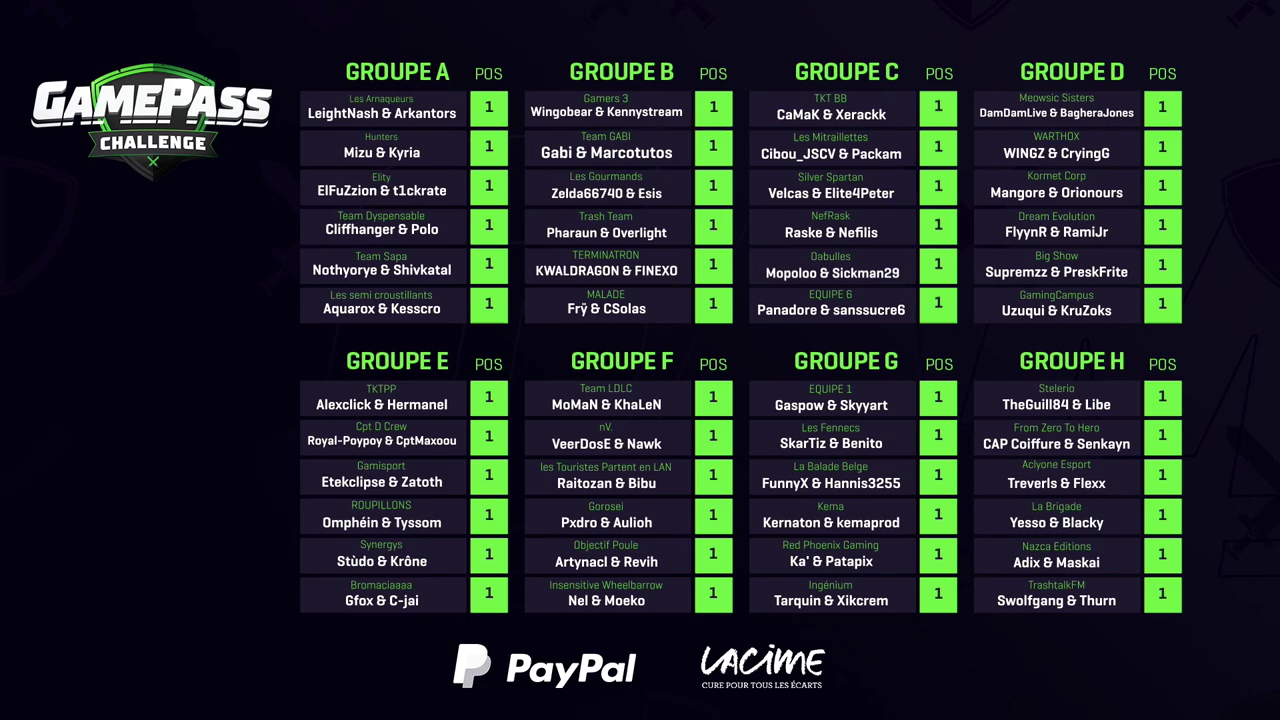 GAMEPASS
CHALLENGE
GROUPE A POS
Les Arnaqueurs
LeightNash & Arkantors
1
Hunters
Mizu & Kyria
1
Elity
ElFuZzion & t1ckrate
1
Team Dyspensable
Cliffhanger & Polo
1
Team Sapa
Nothyorye & Shivkatal
1
Les semi croustillants
Aquarox & Kesscro
1
GROUPE B POS
Gamers 3
Wingobear & Kennystream
1
Team GABI
Gabi & Marcotutos
1
Les Gourmands
Zelda66740 & Esis
1
Trash Team
Pharaun & Overlight
1
TERMINATRON
KWALDRAGON & FINEXO
1
MALADE
Frÿ & CSolas
1
GROUPE C POS
TKT BB
CaMaK & Xerackk
1
Les Mitraillettes
Cibou_JSCV & Packam
1
Silver Spartan
Velcas & Elite4Peter
1
NefRask
Raske & Nefilis
1
Oabulles
Mopoloo & Sickman29
1
EQUIPE 6
Panadore & sanssucre6
1
GROUPE D POS
Meowsic Sisters
DamDamLive & BagheraJones
1
WARTHOX
WINGZ & CryingG
1
Kormet Corp
Mangore & Orionours
1
Dream Evolution
FlyynR & RamiJr
1
Big Show
Supremzz & PreskFrite
1
GamingCampus
Uzuqui & KruZoks
1
GROUPE E POS
TKTPP
Alexclick & Hermanel
1
Cpt D Crew
Royal-Poypoy & CptMaxoou
1
Gamisport
Etekclipse & Zatoth
1
ROUPILLONS
Omphéin & Tyssom
1
Synergys
Stùdo & Krône
1
Bromaciaaaa
Gfox & C-jai
1
GROUPE F POS
Team LDLC
MoMaN & KhaLeN
1
nV.
VeerDosE & Nawk
1
les Touristes Partent en LAN
Raitozan & Bibu
1
Gorosei
Pxdro & Aulioh
1
Objectif Poule
Artynacl & Revih
1
Insensitive Wheelbarrow
Nel & Moeko
1
GROUPE G POS
EQUIPE 1
Gaspow & Skyyart
1
Les Fennecs
SkarTiz & Benito
1
La Balade Belge
FunnyX & Hannis3255
1
Kema
Kernaton & kemaprod
1
Red Phoenix Gaming
Ka' & Patapix
1
Ingénium
Tarquin & Xikcrem
1
GROUPE H POS
Stelerio
TheGuill84 & Libe
1
From Zero To Hero
CAP Coiffure & Senkayn
1
Aclyone Esport
Treverls & Flexx
1
La Brigade
Yesso & Blacky
1
Nazca Editions
Adix & Maskai
1
TrashtalkFM
Swolfgang & Thurn
1
PayPal
LACIME
CURE POUR TOUS LES ÉCARTS